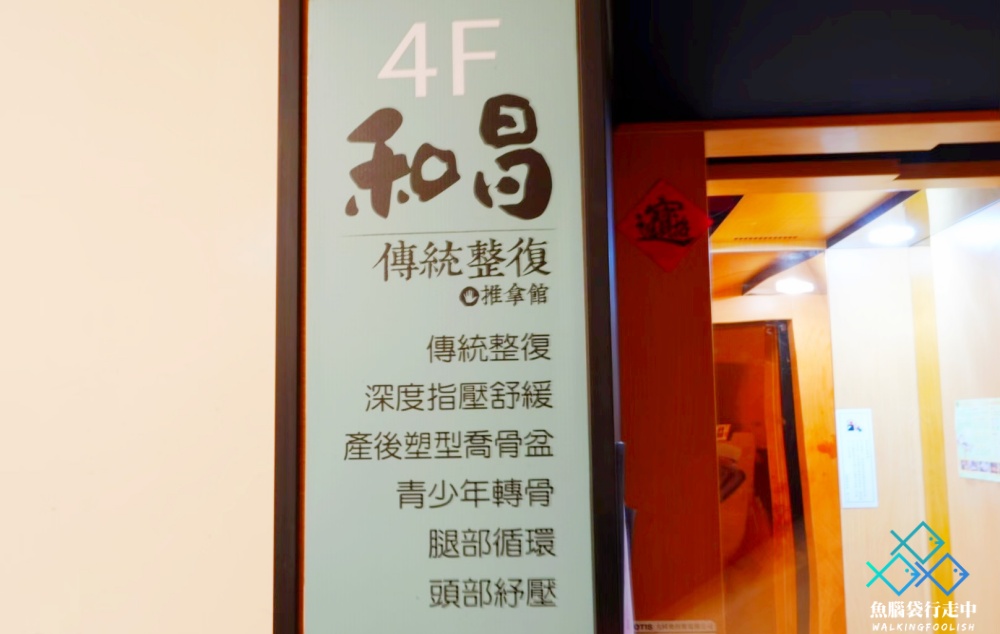 4F
和昌
傳統整復
推拿館
傳統整復
深度指壓舒緩
產後塑型喬骨盆
青少年轉骨
腿部循環
頭部紓壓
魚腦袋行走中
WALKINGFOOLISH